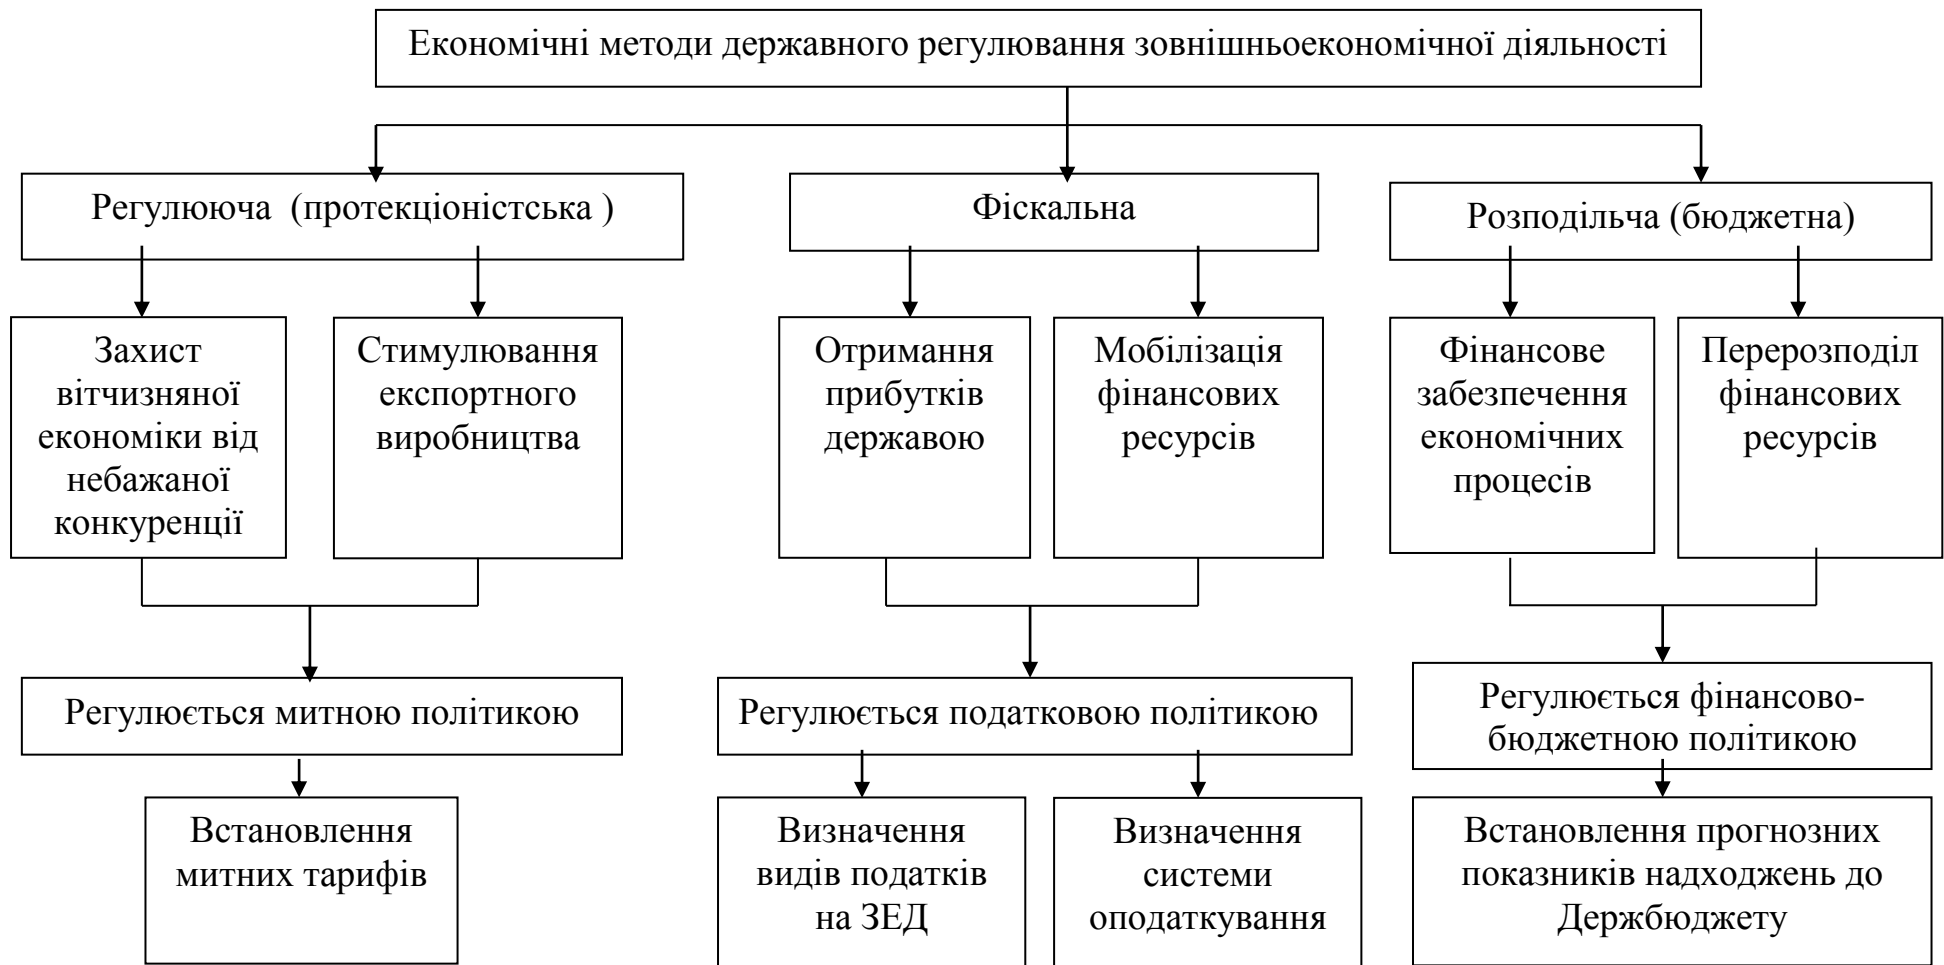 Економічні методи державного регулювання зовнішньоекономічної діяльності
Регулююча (протекціоністська )
Фіскальна
Розподільча (бюджетна)
Захист
вітчизняної
економіки від
небажаної
конкуренції
Стимулювання
експортного
виробництва
Отримання
прибутків
державою
Мобілізація
фінансових
ресурсів
Фінансове
забезпечення
економічних
процесів
Перерозподіл
фінансових
ресурсів
Регулюється митною політикою
Регулюється податковою політикою
Регулюється фінансово-
бюджетною політикою
Встановлення
митних тарифів
Визначення
видів податків
на ЗЕД
Визначення
системи
оподаткування
Встановлення прогнозних
показників надходжень до
Держбюджету